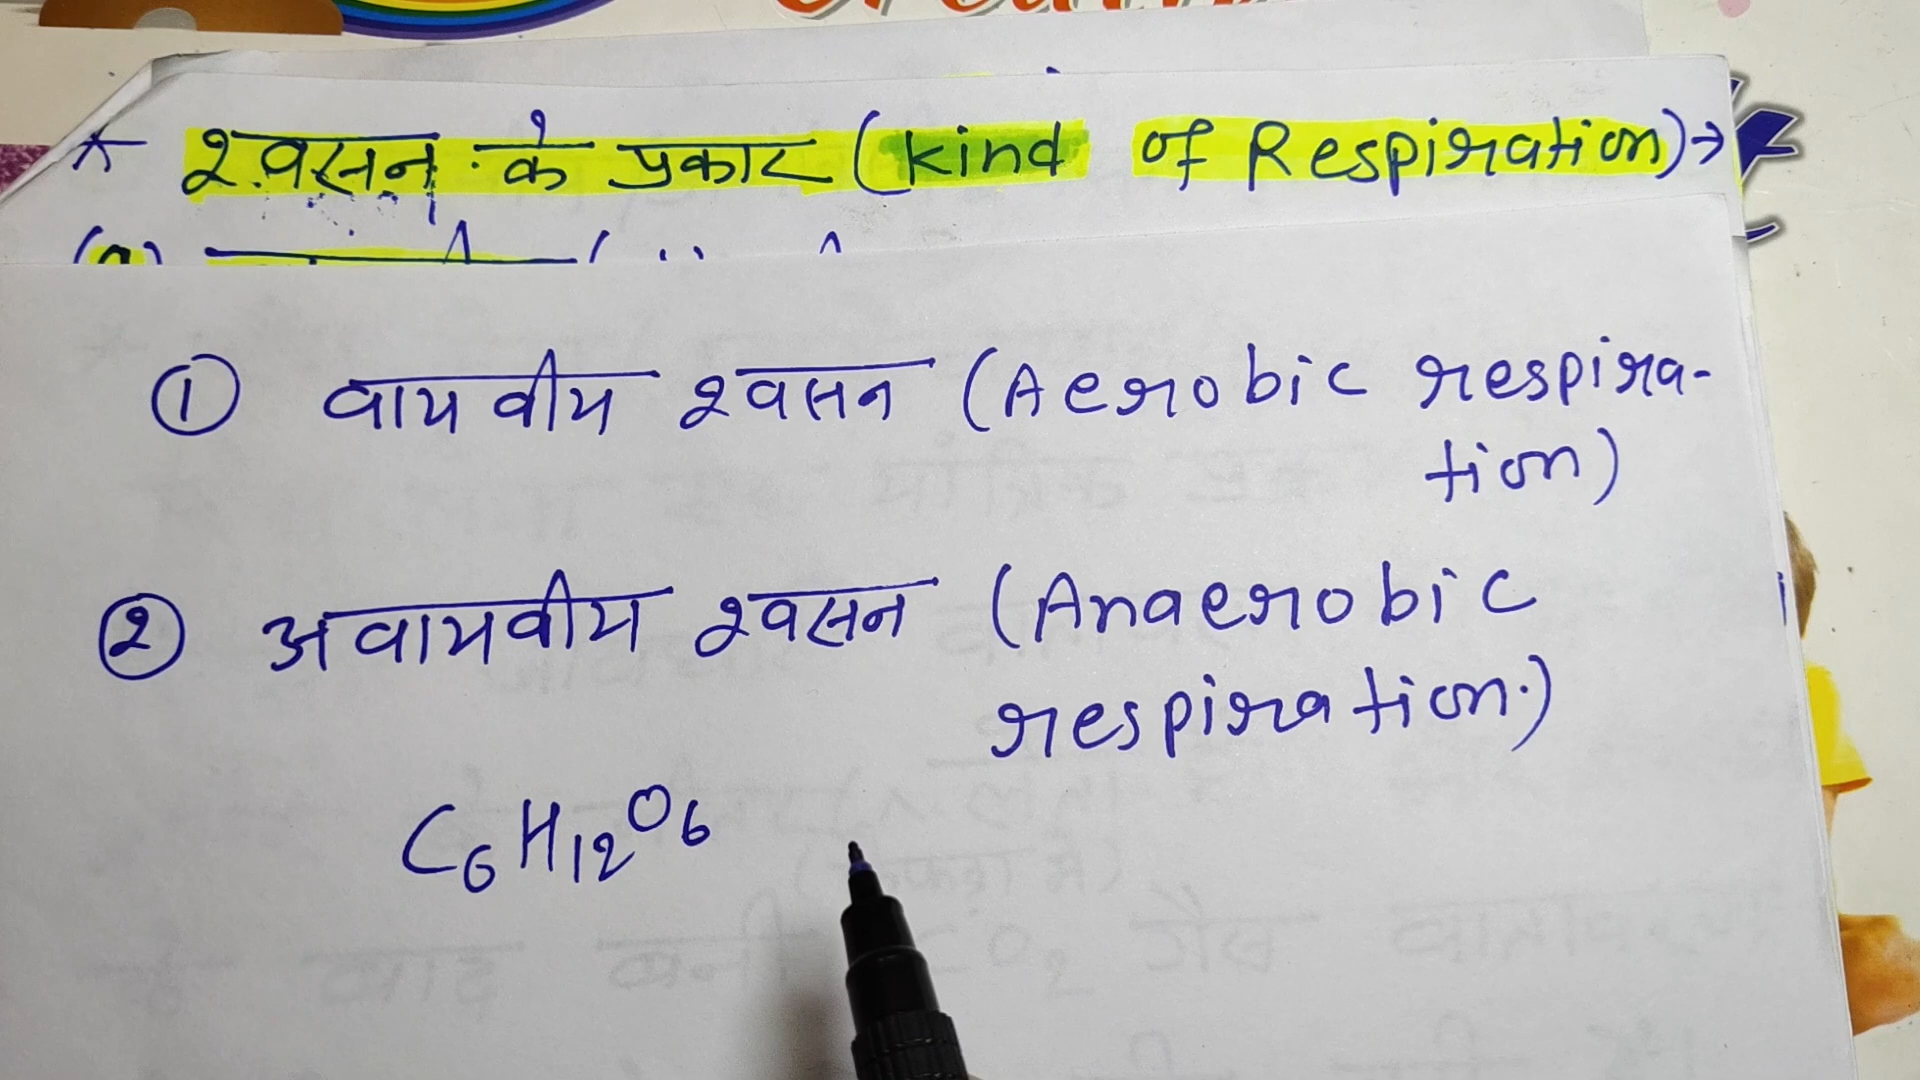 * श्वसन के प्रकार (kind of Respiration)→
① वायवीय श्वसन (Aerobic respira-
tion)
② अवायवीय श्वसन (Anaerobic
respiration.)
C₆H₁₂O₆